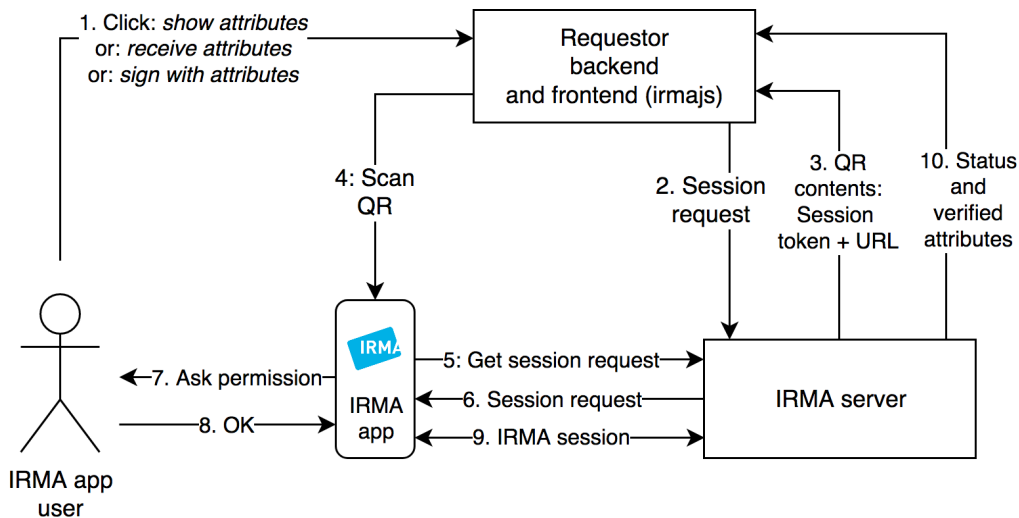 1. Click: show attributes
or: receive attributes
or: sign with attributes
Requestor
backend
and frontend (irmajs)
4: Scan
QR
2. Session
request
3. QR
contents:
Session
token + URL
10. Status
and
verified
attributes
IRMA
IRMA
app
5: Get session request
6. Session request
7. Ask permission
8. OK
9. IRMA session
IRMA server
IRMA app
user